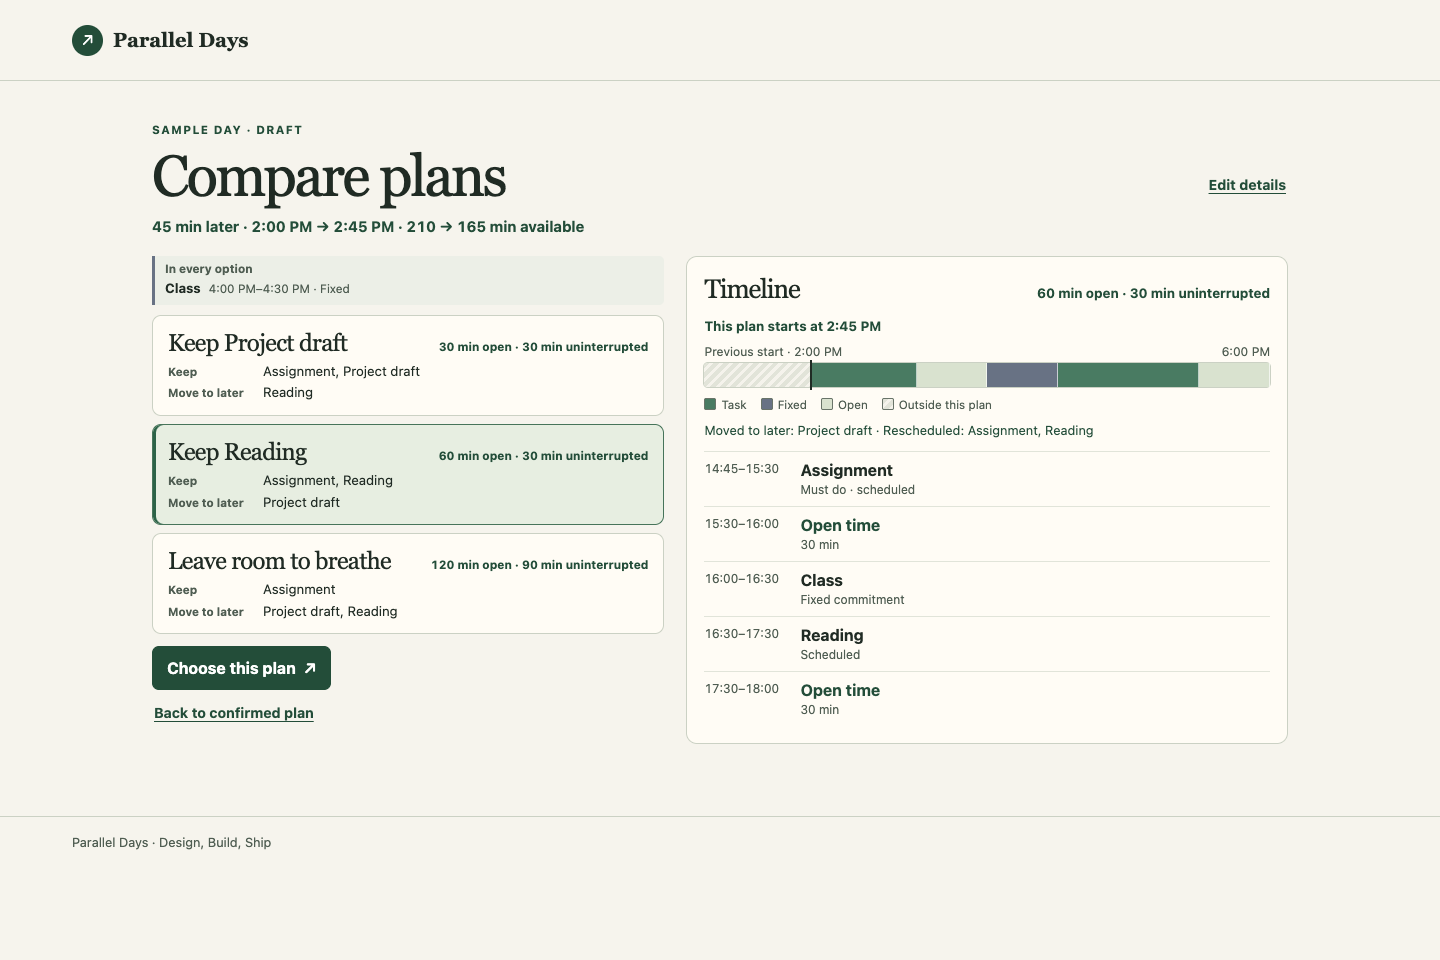 Parallel Days
SAMPLE DAY · DRAFT
Compare plans
Edit details
45 min later · 2:00 PM → 2:45 PM · 210 → 165 min available
In every option
Class 4:00 PM–4:30 PM · Fixed
Keep Project draft
30 min open · 30 min uninterrupted
Keep Assignment, Project draft
Move to later Reading
Keep Reading
60 min open · 30 min uninterrupted
Keep Assignment, Reading
Move to later Project draft
Leave room to breathe
120 min open · 90 min uninterrupted
Keep Assignment
Move to later Project draft, Reading
Choose this plan ↗
Back to confirmed plan
Timeline
60 min open · 30 min uninterrupted
This plan starts at 2:45 PM
Previous start · 2:00 PM
6:00 PM
Task Fixed Open Outside this plan
Moved to later: Project draft · Rescheduled: Assignment, Reading
14:45–15:30 Assignment
Must do · scheduled
15:30–16:00 Open time
30 min
16:00–16:30 Class
Fixed commitment
16:30–17:30 Reading
Scheduled
17:30–18:00 Open time
30 min
Parallel Days · Design, Build, Ship